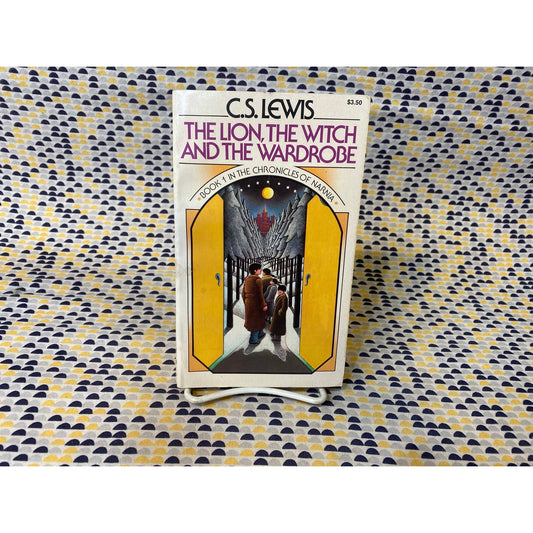 C.S. LEWIS
$3.50
THE LION, THE WITCH
AND THE WARDROBE
BOOK 1 IN THE CHRONICLES OF NARNIA